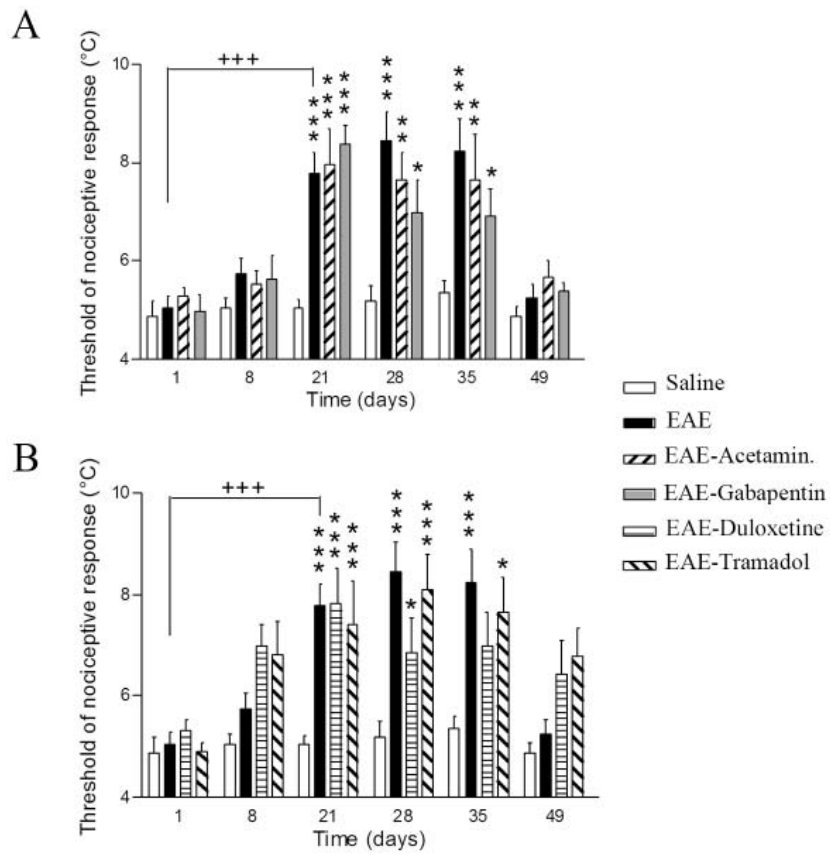 A
Threshold of nociceptive response (°C)
10
8
6
4
+++
***
***
***
***
**
*
***
**
*
1 8 21 28 35 49
Time (days)
Saline
EAE
EAE-Acetamin.
EAE-Gabapentin
EAE-Duloxetine
EAE-Tramadol
B
Threshold of nociceptive response (°C)
10
8
6
4
+++
***
***
***
***
*
***
***
*
1 8 21 28 35 49
Time (days)